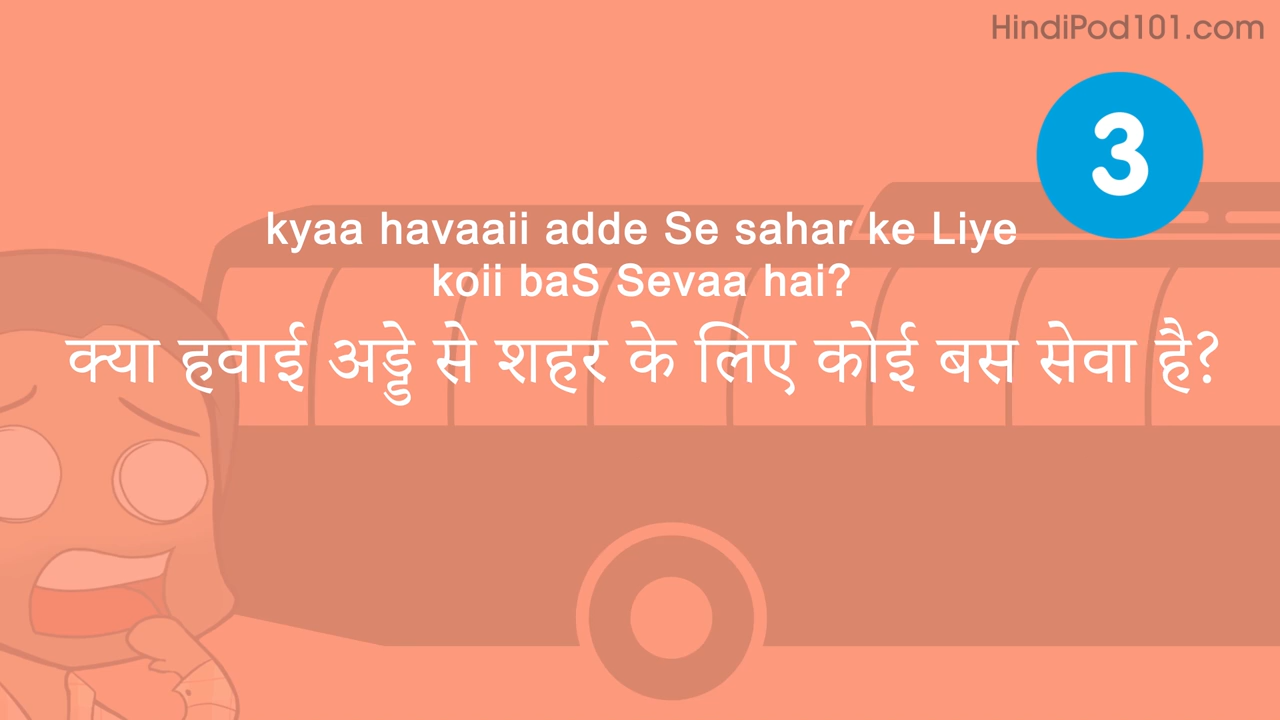 HindiPod101.com
3
kyaa havaaii adde Se sahar ke Liye
koii baS Sevaa hai?
क्या हवाई अड्डे से शहर के लिए कोई बस सेवा है?